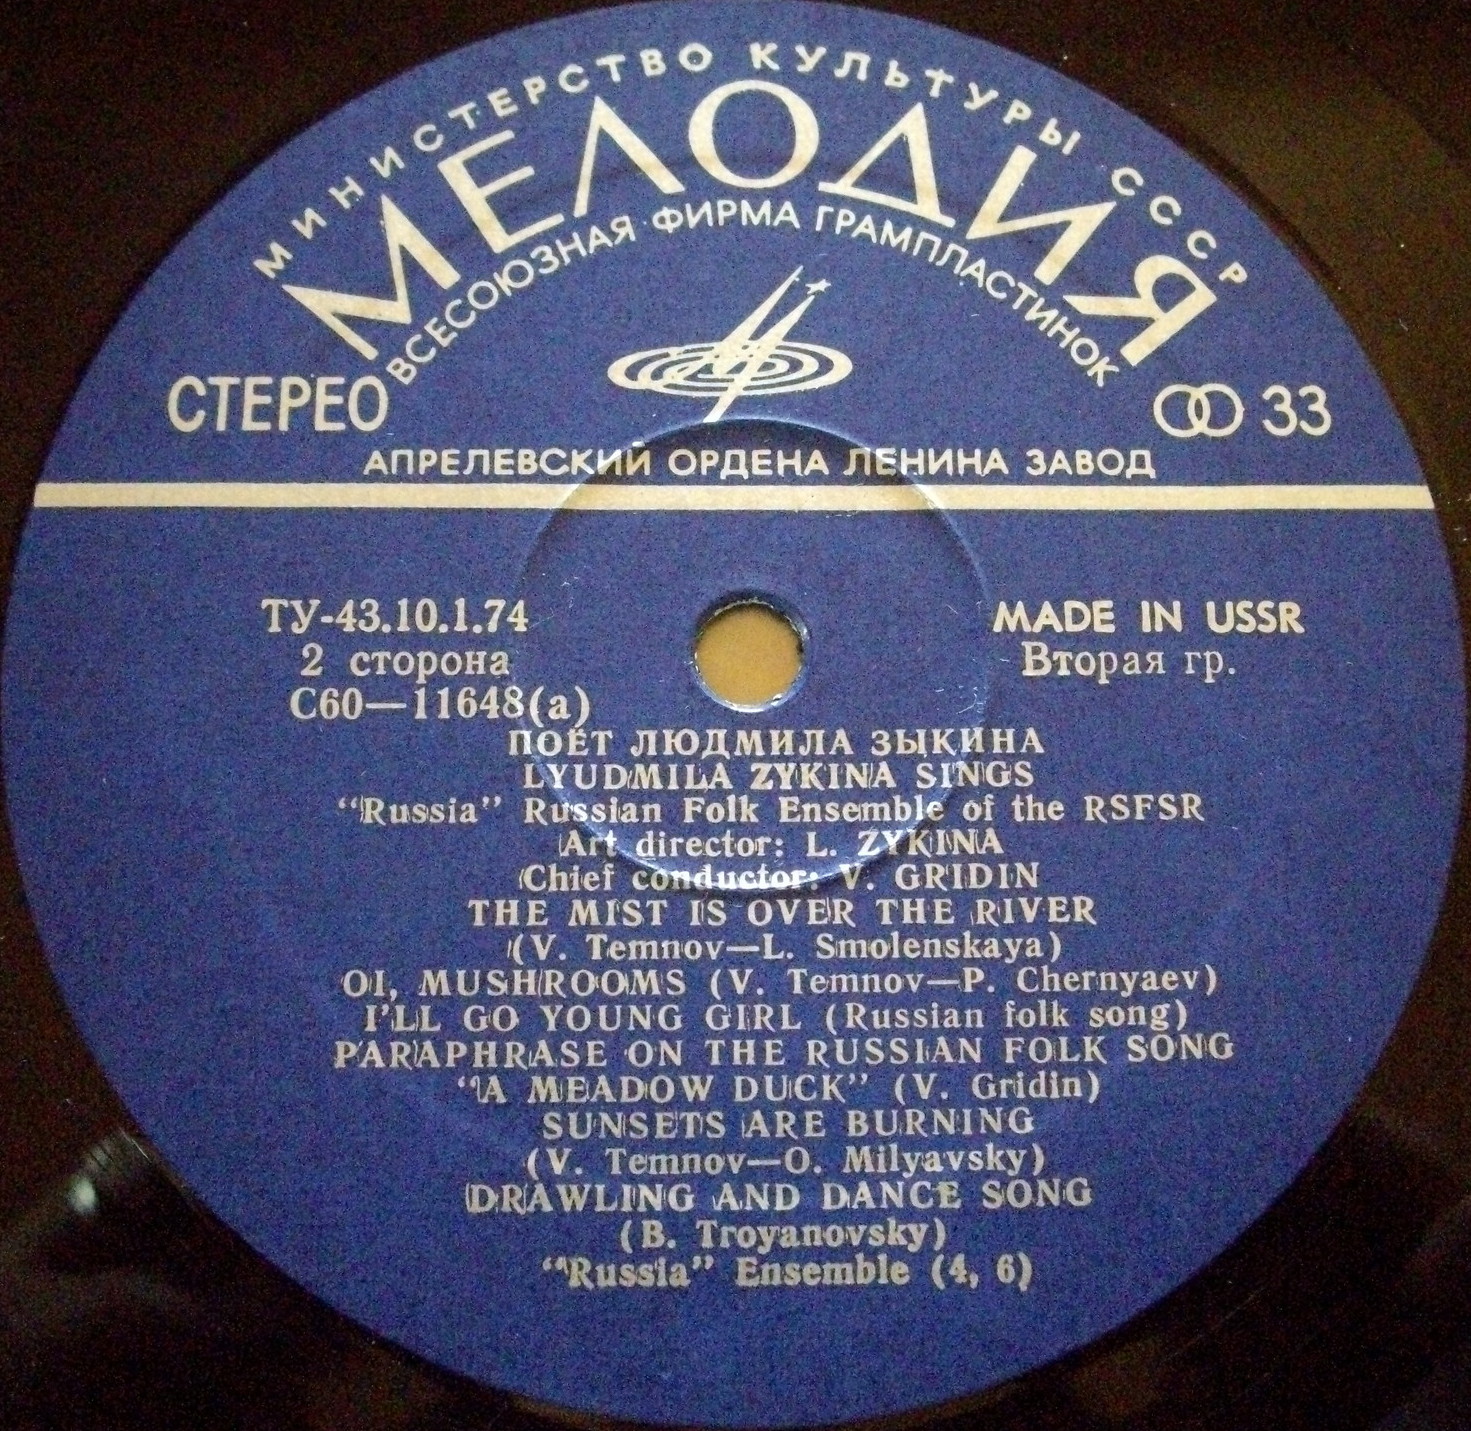 МИНИСТЕРСТВО КУЛЬТУРЫ СССР
МЕЛОДИЯ
ВСЕСОЮЗНАЯ ФИРМА ГРАМПЛАСТИНОК
СТЕРЕО
33
АПРЕЛЕВСКИЙ ОРДЕНА ЛЕНИНА ЗАВОД
ТУ-43.10.1.74
MADE IN USSR
2 сторона
Вторая гр.
С60—11648(а)
ПОЁТ ЛЮДМИЛА ЗЫКИНА
LYUDMILA ZYKINA SINGS
“Russia” Russian Folk Ensemble of the RSFSR
Art director: L. ZYKINA
Chief conductor: V. GRIDIN
THE MIST IS OVER THE RIVER
(V. Temnov—L. Smolenskaya)
OI, MUSHROOMS (V. Temnov—P. Chernyaev)
I’LL GO YOUNG GIRL (Russian folk song)
PARAPHRASE ON THE RUSSIAN FOLK SONG
“A MEADOW DUCK” (V. Gridin)
SUNSETS ARE BURNING
(V. Temnov—O. Milyavsky)
DRAWLING AND DANCE SONG
(B. Troyanovsky)
“Russia” Ensemble (4, 6)